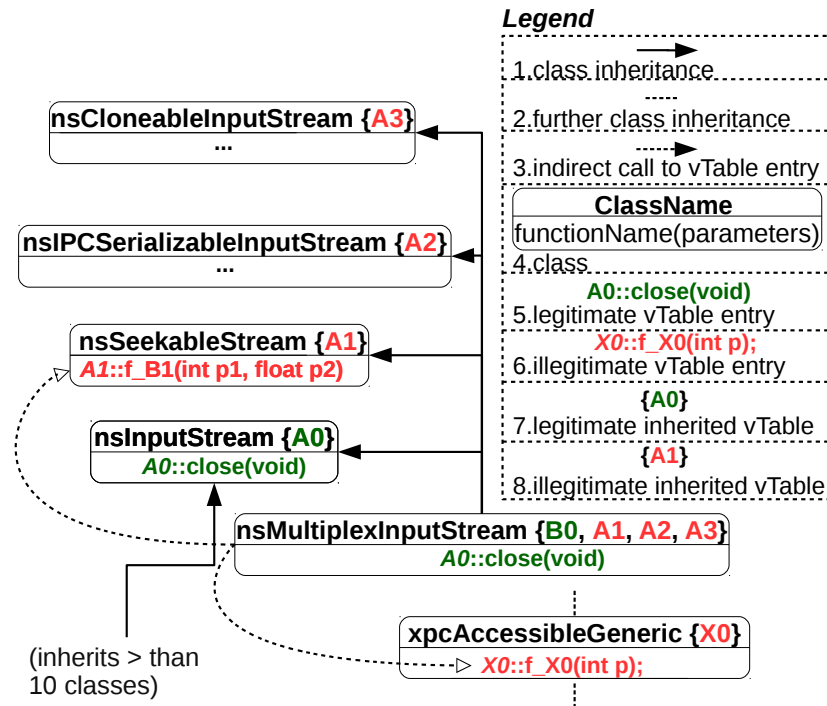 Legend
1.class inheritance
2.further class inheritance
3.indirect call to vTable entry
ClassName
functionName(parameters)
4.class
A0::close(void)
5.legitimate vTable entry
X0::f_X0(int p);
6.illegitimate vTable entry
{A0}
7.legitimate inherited vTable
{A1}
8.illegitimate inherited vTable
nsCloneableInputStream {A3}
...
nsIPCSerializableInputStream {A2}
...
nsSeekableStream {A1}
A1::f_B1(int p1, float p2)
nsInputStream {A0}
A0::close(void)
nsMultiplexInputStream {B0, A1, A2, A3}
A0::close(void)
xpcAccessibleGeneric {X0}
X0::f_X0(int p);
(inherits > than
10 classes)